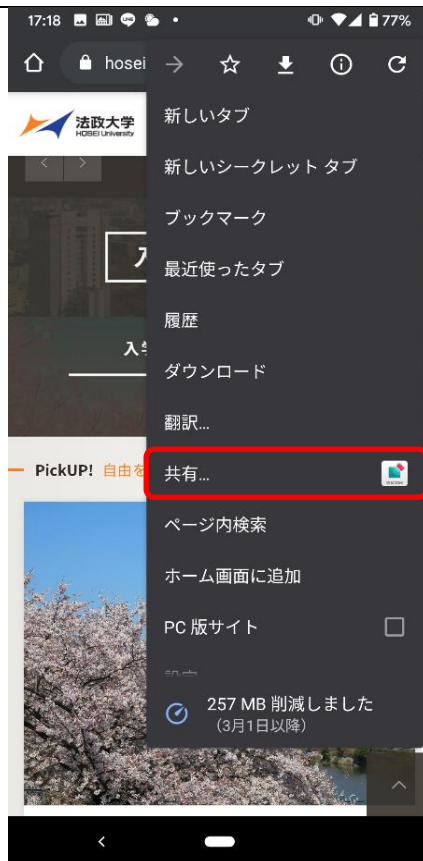 17:18
77%
hosei
法政大学
HOSEI University
新しいタブ
新しいシークレット タブ
ブックマーク
最近使ったタブ
履歴
ダウンロード
翻訳...
共有...
ページ内検索
ホーム画面に追加
PC 版サイト
設定
257 MB 削減しました
(3月1日以降)
入学
PickUP! 自由を